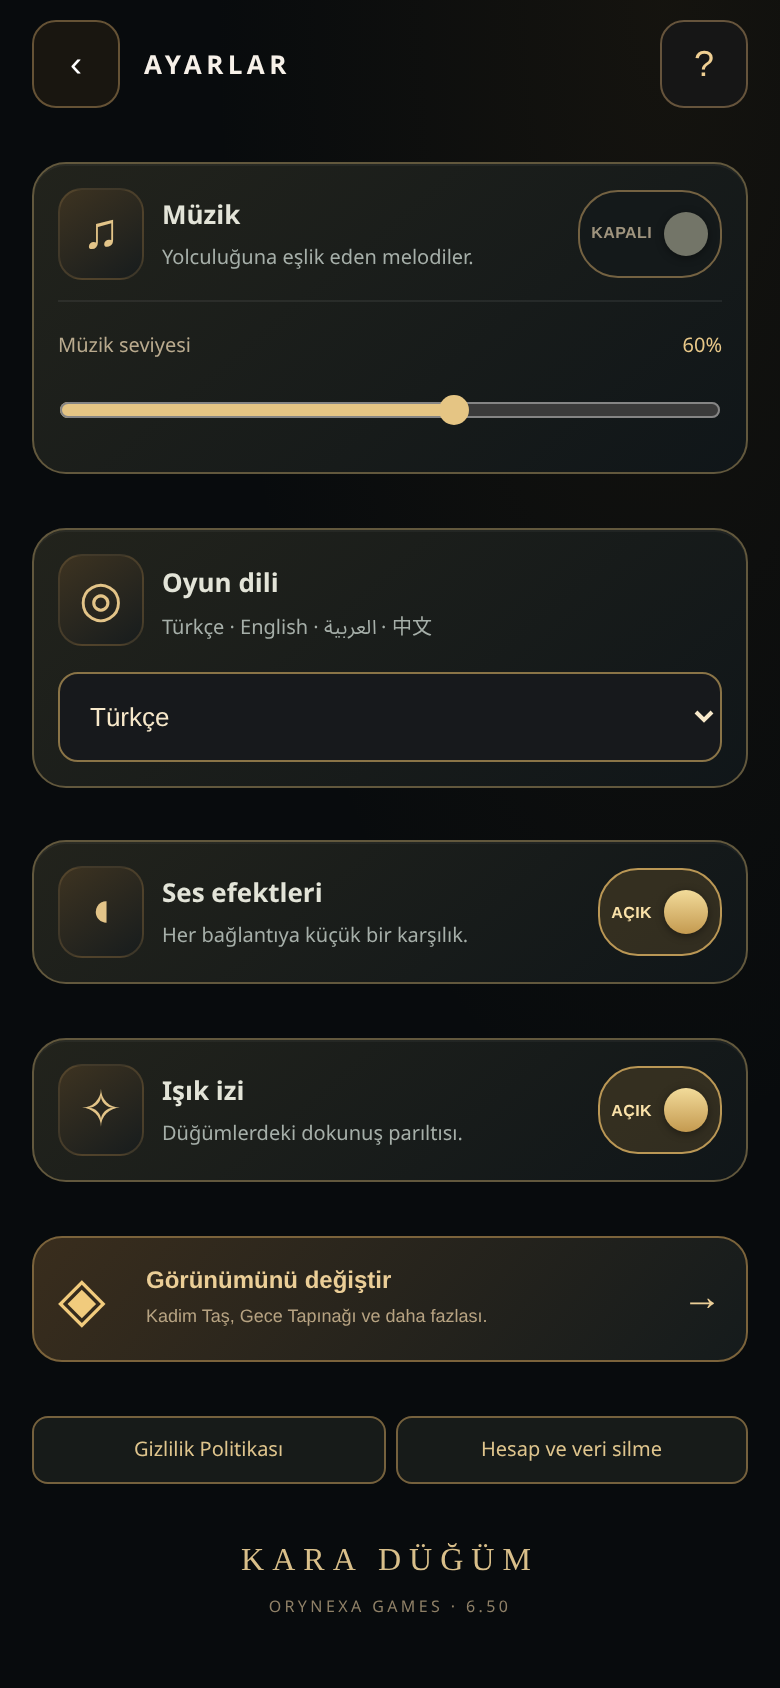 ‹ AYARLAR ?
Müzik
Yolculuğuna eşlik eden melodiler.
KAPALI
Müzik seviyesi 60%
Oyun dili
Türkçe · English · العربية · 中文
Türkçe
Ses efektleri
Her bağlantıya küçük bir karşılık.
AÇIK
Işık izi
Düğümlerdeki dokunuş parıltısı.
AÇIK
Görünümünü değiştir
Kadim Taş, Gece Tapınağı ve daha fazlası.
→
Gizlilik Politikası
Hesap ve veri silme
KARA DÜĞÜM
ORYNEXA GAMES · 6.50